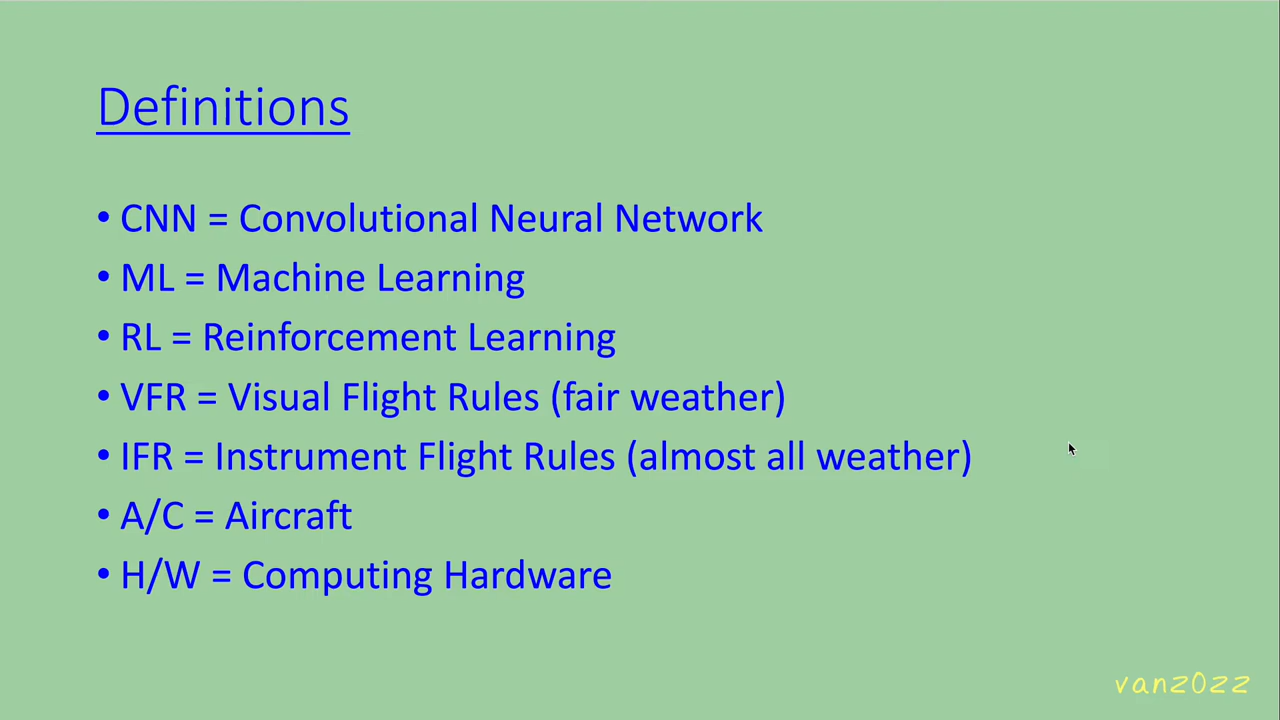 Definitions
• CNN = Convolutional Neural Network
• ML = Machine Learning
• RL = Reinforcement Learning
• VFR = Visual Flight Rules (fair weather)
• IFR = Instrument Flight Rules (almost all weather)
• A/C = Aircraft
• H/W = Computing Hardware
van2022